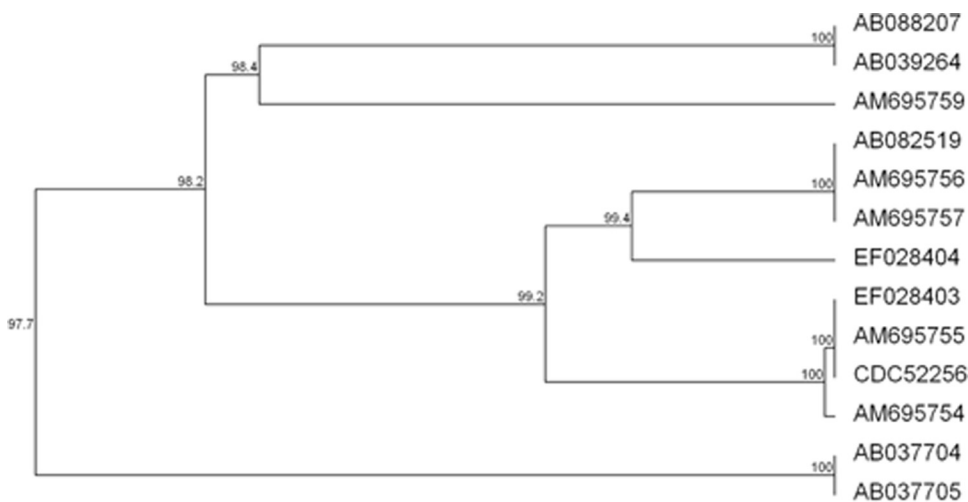 AB088207
100
AB039264
98.4
AM695759
AB082519
98.2
AM695756
100
AM695757
99.4
EF028404
99.2
EF028403
97.7
AM695755
100
CDC52256
100
AM695754
AB037704
100
AB037705